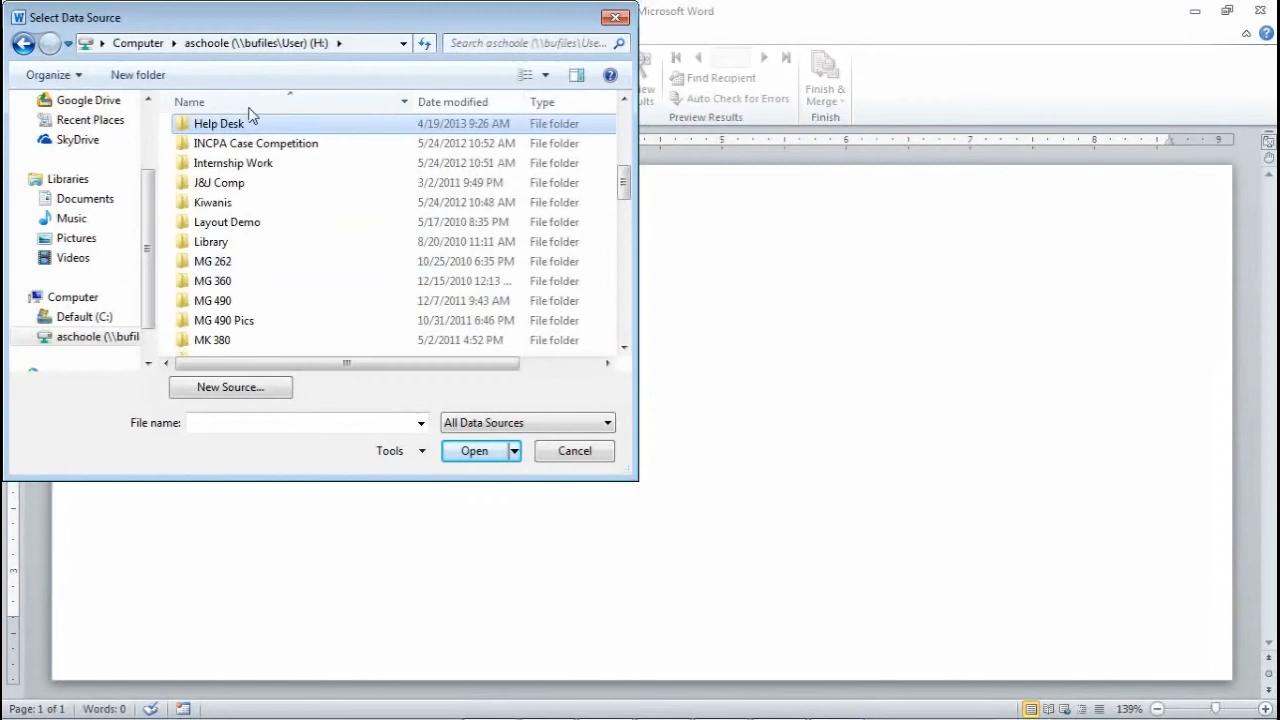 Select Data Source
Microsoft Word
Computer aschoole (\\bufiles\User) (H:)
Search aschoole (\\bufiles\Use...
Organize New folder
Find Recipient
Auto Check for Errors
Preview Results
Finish &
Merge
Finish
Name Date modified Type
Google Drive
Recent Places
SkyDrive
Libraries
Documents
Music
Pictures
Videos
Computer
Default (C:)
aschoole (\\bufil
Help Desk 4/19/2013 9:26 AM File folder
INCPA Case Competition 5/24/2012 10:52 AM File folder
Internship Work 5/24/2012 10:51 AM File folder
J&J Comp 3/2/2011 9:49 PM File folder
Kiwanis 5/24/2012 10:48 AM File folder
Layout Demo 5/17/2010 8:35 PM File folder
Library 8/20/2010 11:11 AM File folder
MG 262 10/25/2010 6:35 PM File folder
MG 360 12/15/2010 12:13 ... File folder
MG 490 12/7/2011 9:43 AM File folder
MG 490 Pics 10/31/2011 6:46 PM File folder
MK 380 5/2/2011 4:52 PM File folder
New Source...
File name: All Data Sources
Tools Open Cancel
5 6 7 8 9
3
Page: 1 of 1 Words: 0 139%